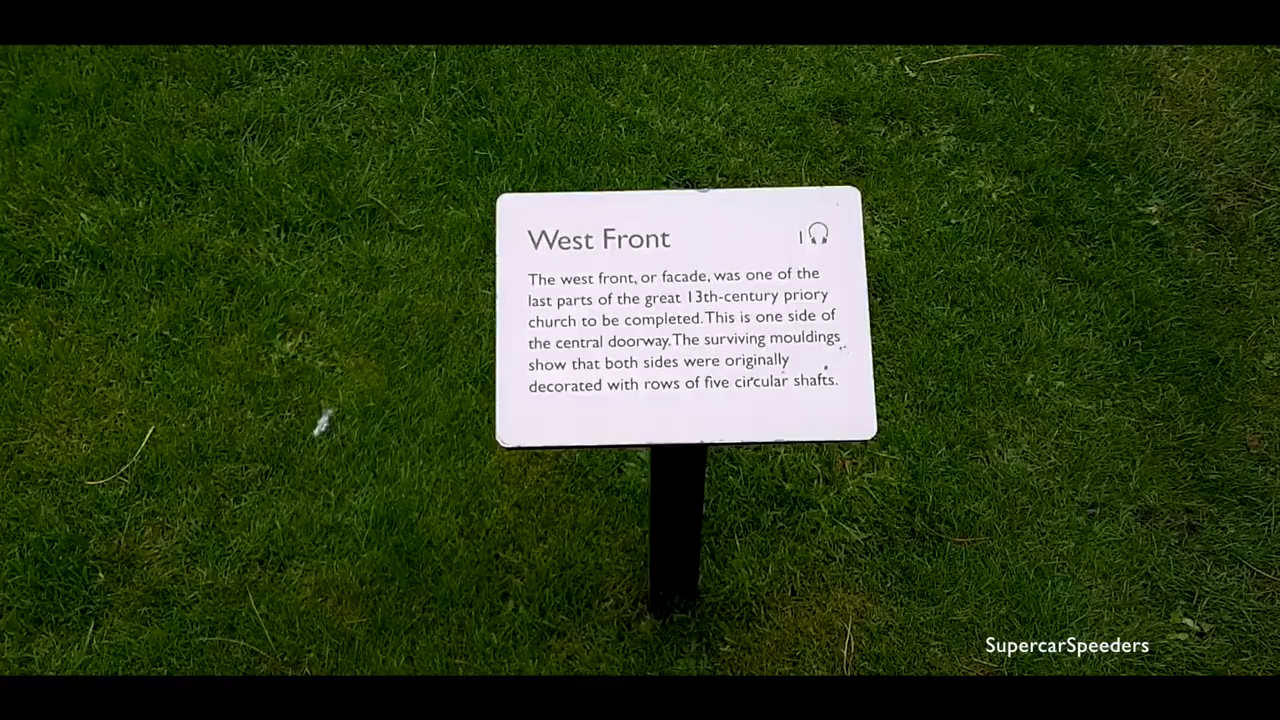 West Front
1
The west front, or facade, was one of the
last parts of the great 13th-century priory
church to be completed. This is one side of
the central doorway. The surviving mouldings
show that both sides were originally
decorated with rows of five circular shafts.
SupercarSpeeders